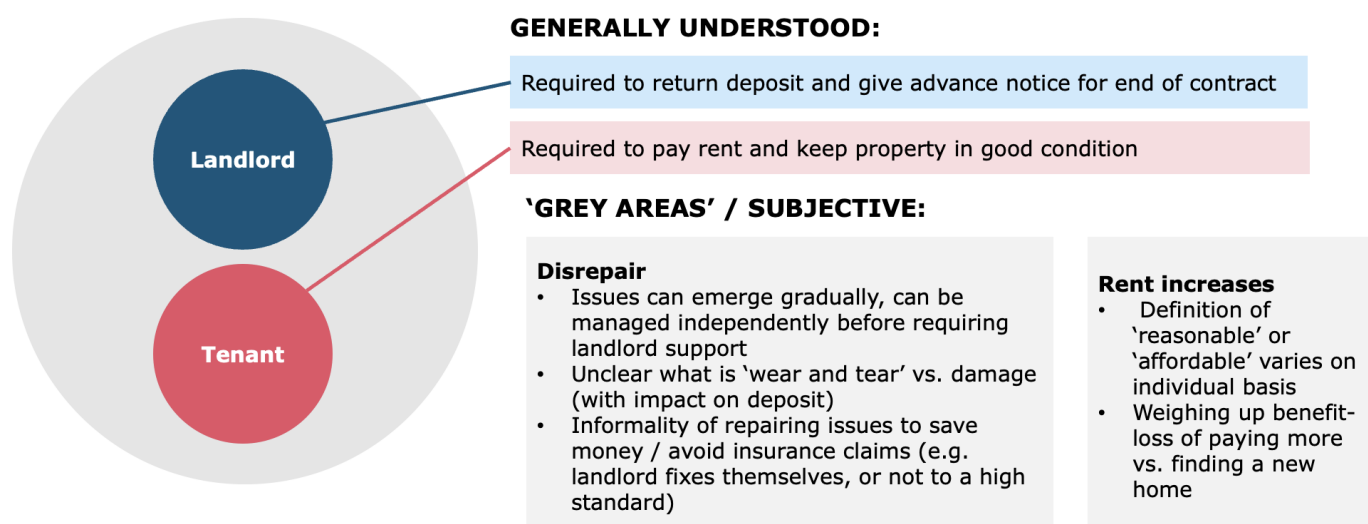 GENERALLY UNDERSTOOD:
Landlord
Required to return deposit and give advance notice for end of contract
Tenant
Required to pay rent and keep property in good condition
‘GREY AREAS’ / SUBJECTIVE:
Disrepair
• Issues can emerge gradually, can be
managed independently before requiring
landlord support
• Unclear what is ‘wear and tear’ vs. damage
(with impact on deposit)
• Informality of repairing issues to save
money / avoid insurance claims (e.g.
landlord fixes themselves, or not to a high
standard)
Rent increases
• Definition of
‘reasonable’ or
‘affordable’ varies on
individual basis
• Weighing up benefit-
loss of paying more
vs. finding a new
home